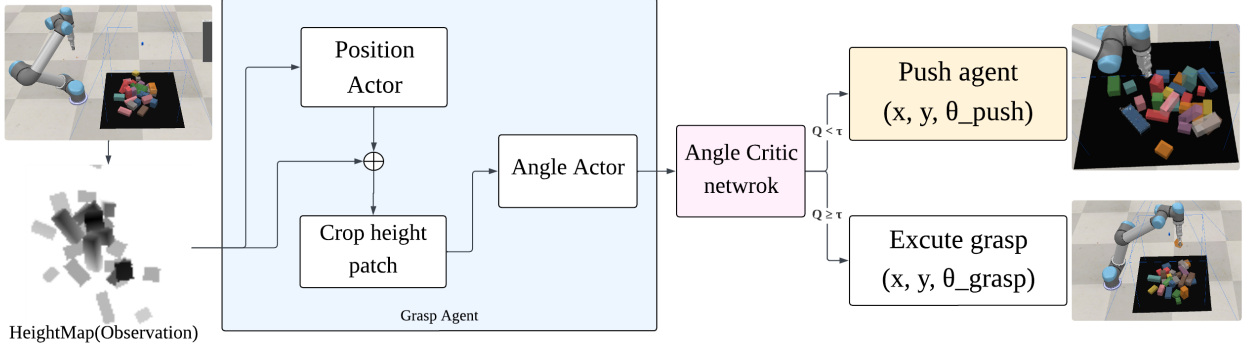 Position
Actor
Crop height
patch
Grasp Agent
Angle Actor
Angle Critic
netwrok
Q < τ
Q ≥ τ
Push agent
(x, y, θ_push)
Excute grasp
(x, y, θ_grasp)
HeightMap(Observation)